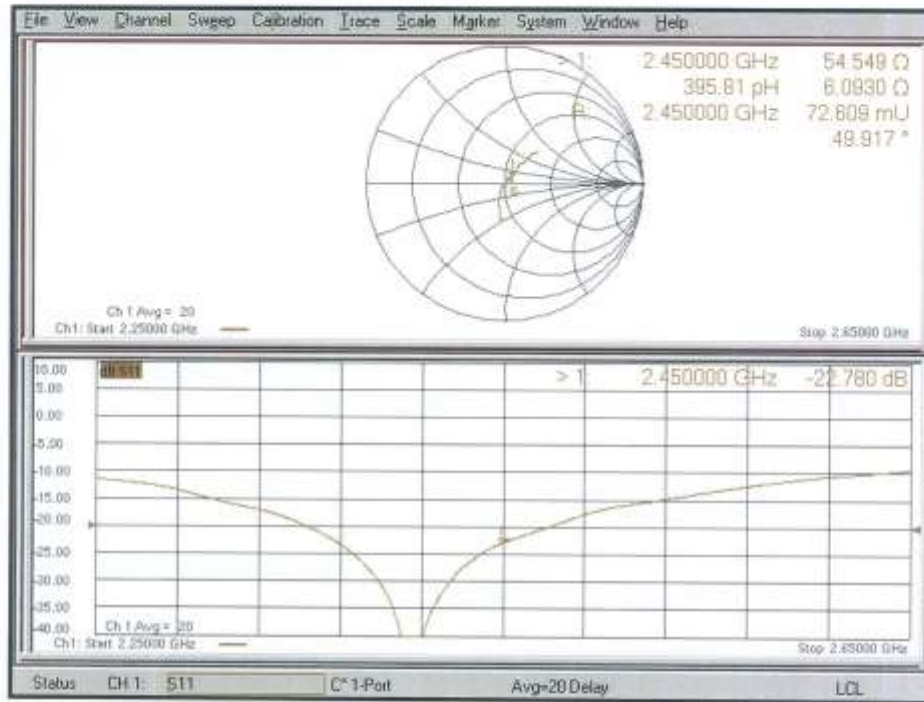 File View Channel Sweep Calibration Trace Scale Marker System Window Help
> 1: 2.450000 GHz 54.549 Ω
395.81 pH 6.0930 Ω
2.450000 GHz 72.609 mU
49.917 °
Ch 1 Avg = 20
Ch1: Start 2.25000 GHz
Stop 2.65000 GHz
10.00
dB S11
> 1: 2.450000 GHz -22.780 dB
5.00
0.00
-5.00
-10.00
-15.00
-20.00
-25.00
-30.00
-35.00
-40.00
Ch 1 Avg = 20
Ch1: Start 2.25000 GHz
Stop 2.65000 GHz
Status CH 1: S11 C* 1-Port Avg=20 Delay LCL